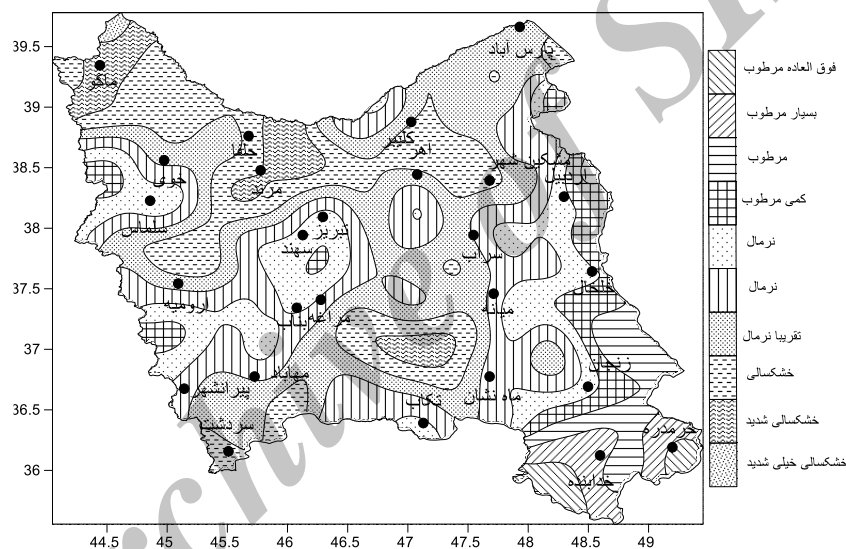 39.5
39
38.5
38
37.5
37
36.5
36
44.5 45 45.5 46 46.5 47 47.5 48 48.5 49
پارس آباد
ماکو
کلیبر
جلفا
اهر
مشکین شهر
خوی
مرند
اردبیل
سلماس
تبریز
سهند
سراب
خلخال
ارومیه
مراغه
بناب
میانه
زنجان
مهاباد
پیرانشهر
ماه نشان
تکاب
سردشت
خرمدره
خدابنده
فوق العاده مرطوب
بسیار مرطوب
مرطوب
کمی مرطوب
نرمال
نرمال
تقریبا نرمال
خشکسالی
خشکسالی شدید
خشکسالی خیلی شدید